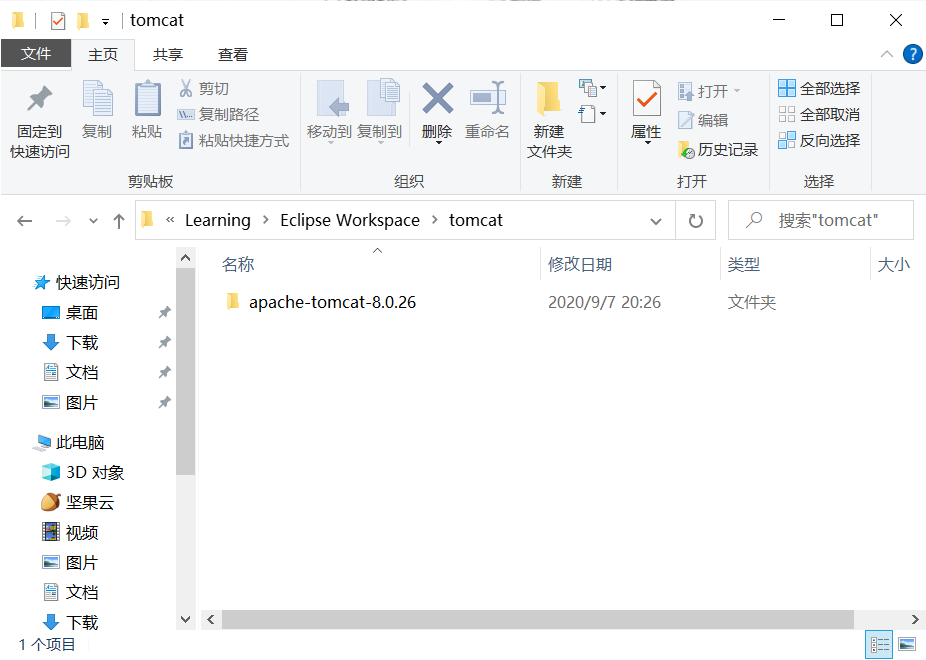 tomcat
文件 主页 共享 查看
固定到快速访问
复制
粘贴
剪切
复制路径
粘贴快捷方式
剪贴板
移动到 复制到 删除 重命名
组织
新建
文件夹
新建
属性
打开
编辑
历史记录
打开
全部选择
全部取消
反向选择
选择
« Learning > Eclipse Workspace > tomcat
搜索"tomcat"
名称 修改日期 类型 大小
apache-tomcat-8.0.26 2020/9/7 20:26 文件夹
快速访问
桌面
下载
文档
图片
此电脑
3D 对象
坚果云
视频
图片
文档
下载
1 个项目